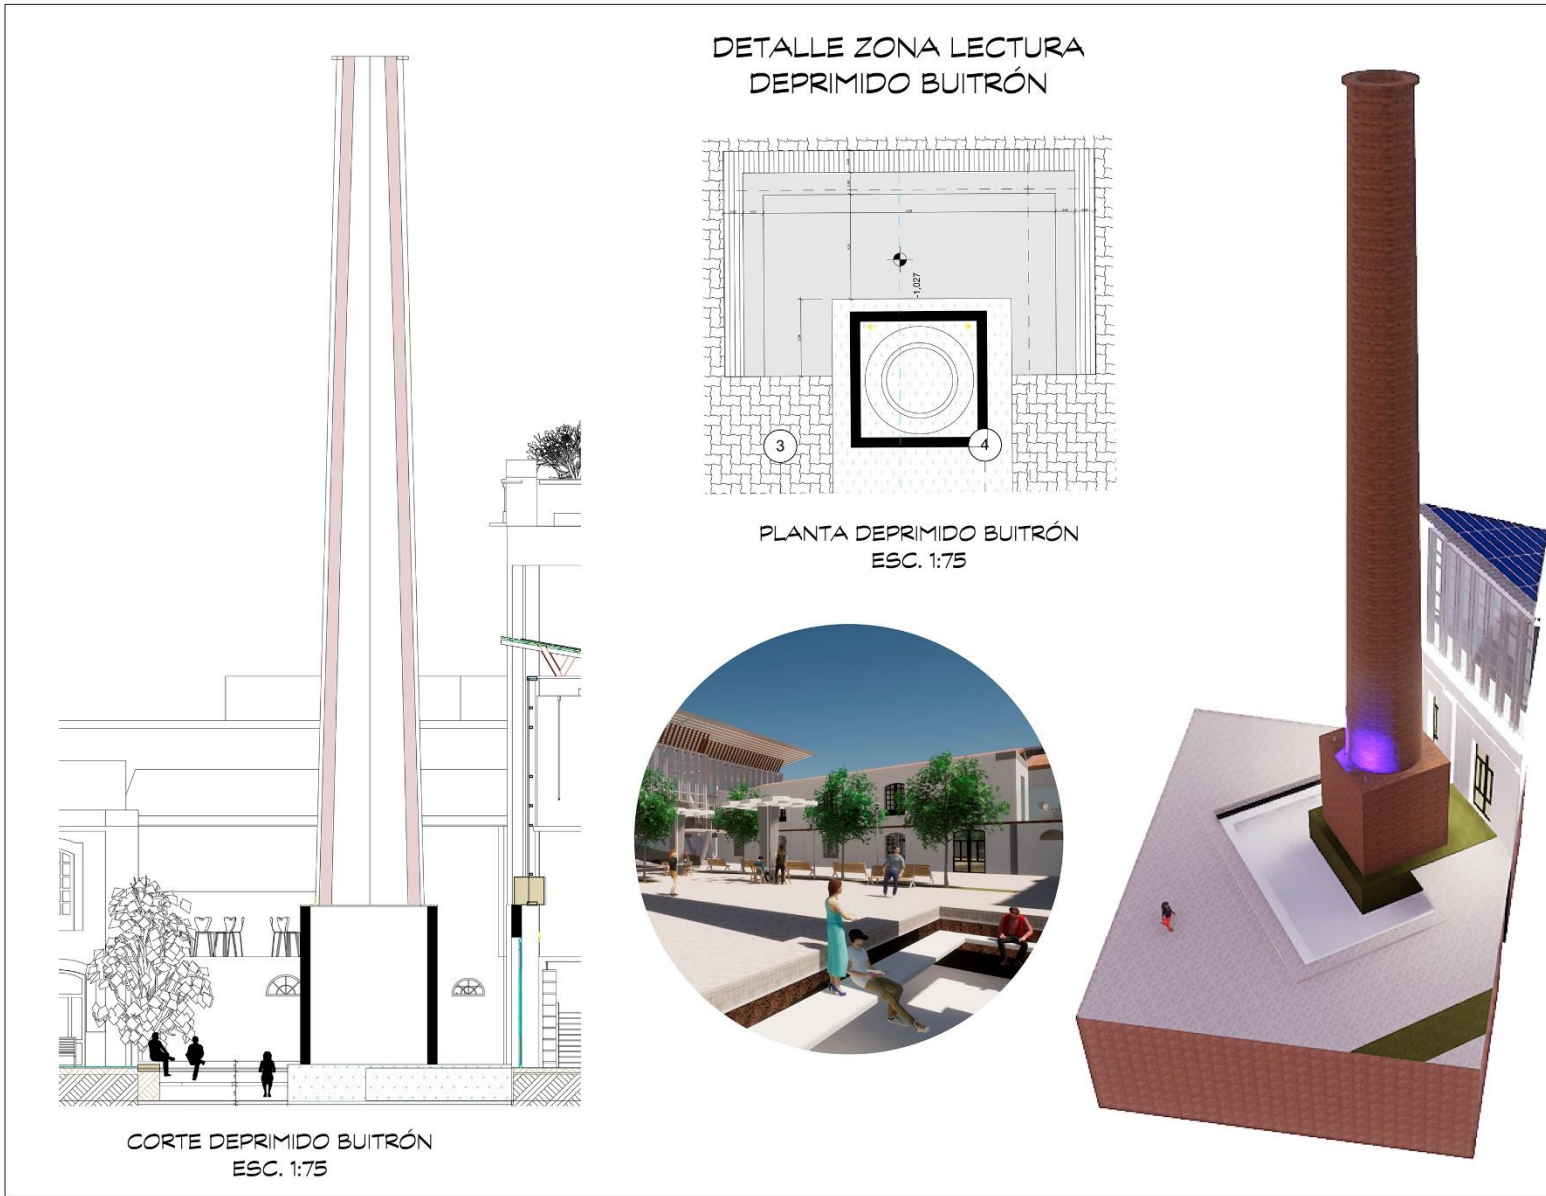 DETALLE ZONA LECTURA
DEPRIMIDO BUITRÓN
-1,027
3
4
PLANTA DEPRIMIDO BUITRÓN
ESC. 1:75
CORTE DEPRIMIDO BUITRÓN
ESC. 1:75